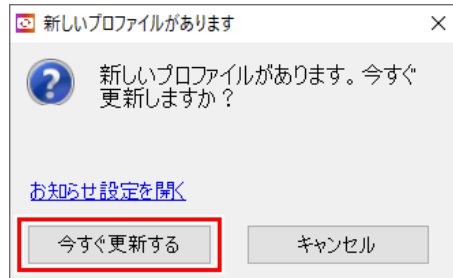 新しいプロファイルがあります
新しいプロファイルがあります。今すぐ
更新しますか？
お知らせ設定を開く
今すぐ更新する
キャンセル